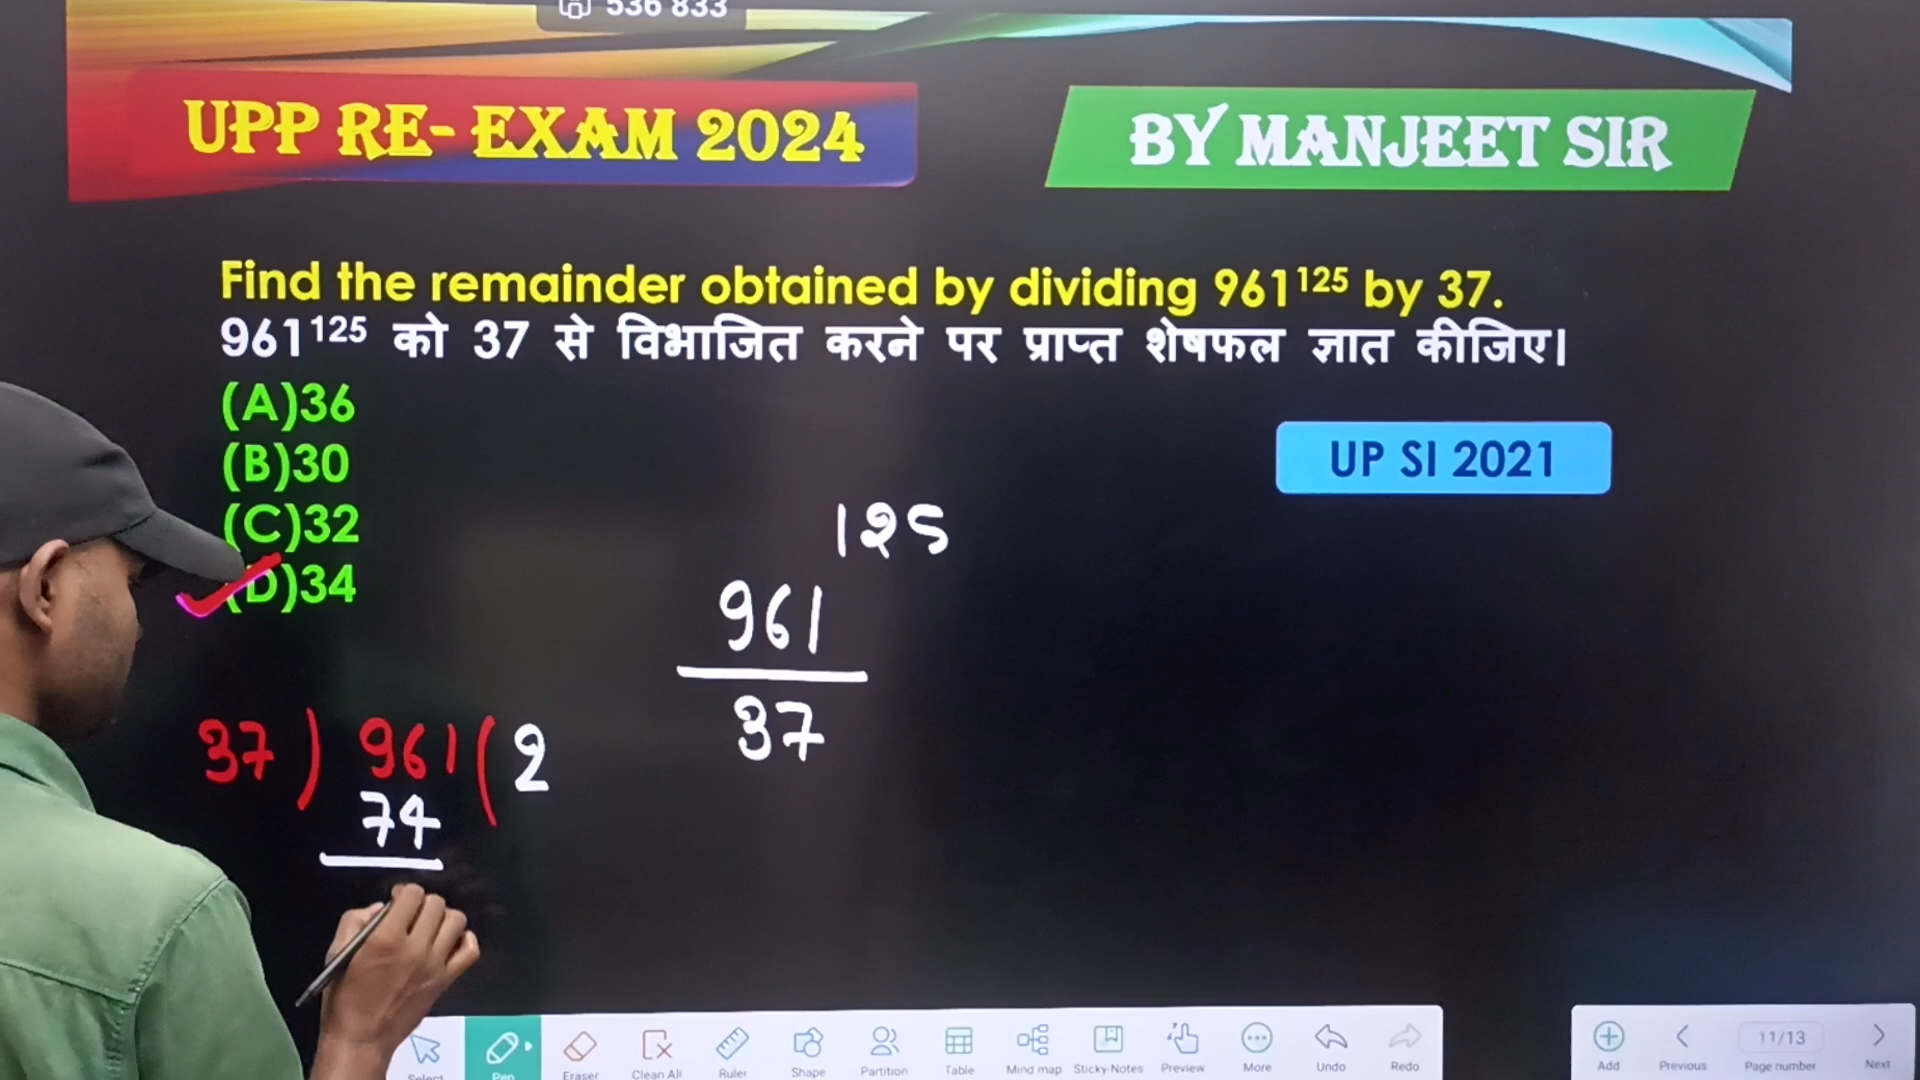 536 833
UPP RE- EXAM 2024
BY MANJEET SIR
Find the remainder obtained by dividing 961¹²⁵ by 37.
961¹²⁵ को 37 से विभाजित करने पर प्राप्त शेषफल ज्ञात कीजिए।
(A)36
(B)30
(C)32
(D)34
UP SI 2021
125
961
37
37 ) 961 ( 2
74
Select Pen Eraser Clean All Ruler Shape Partition Table Mind map Sticky-Notes Preview More Undo Redo
Add Previous 11/13 Page number Next